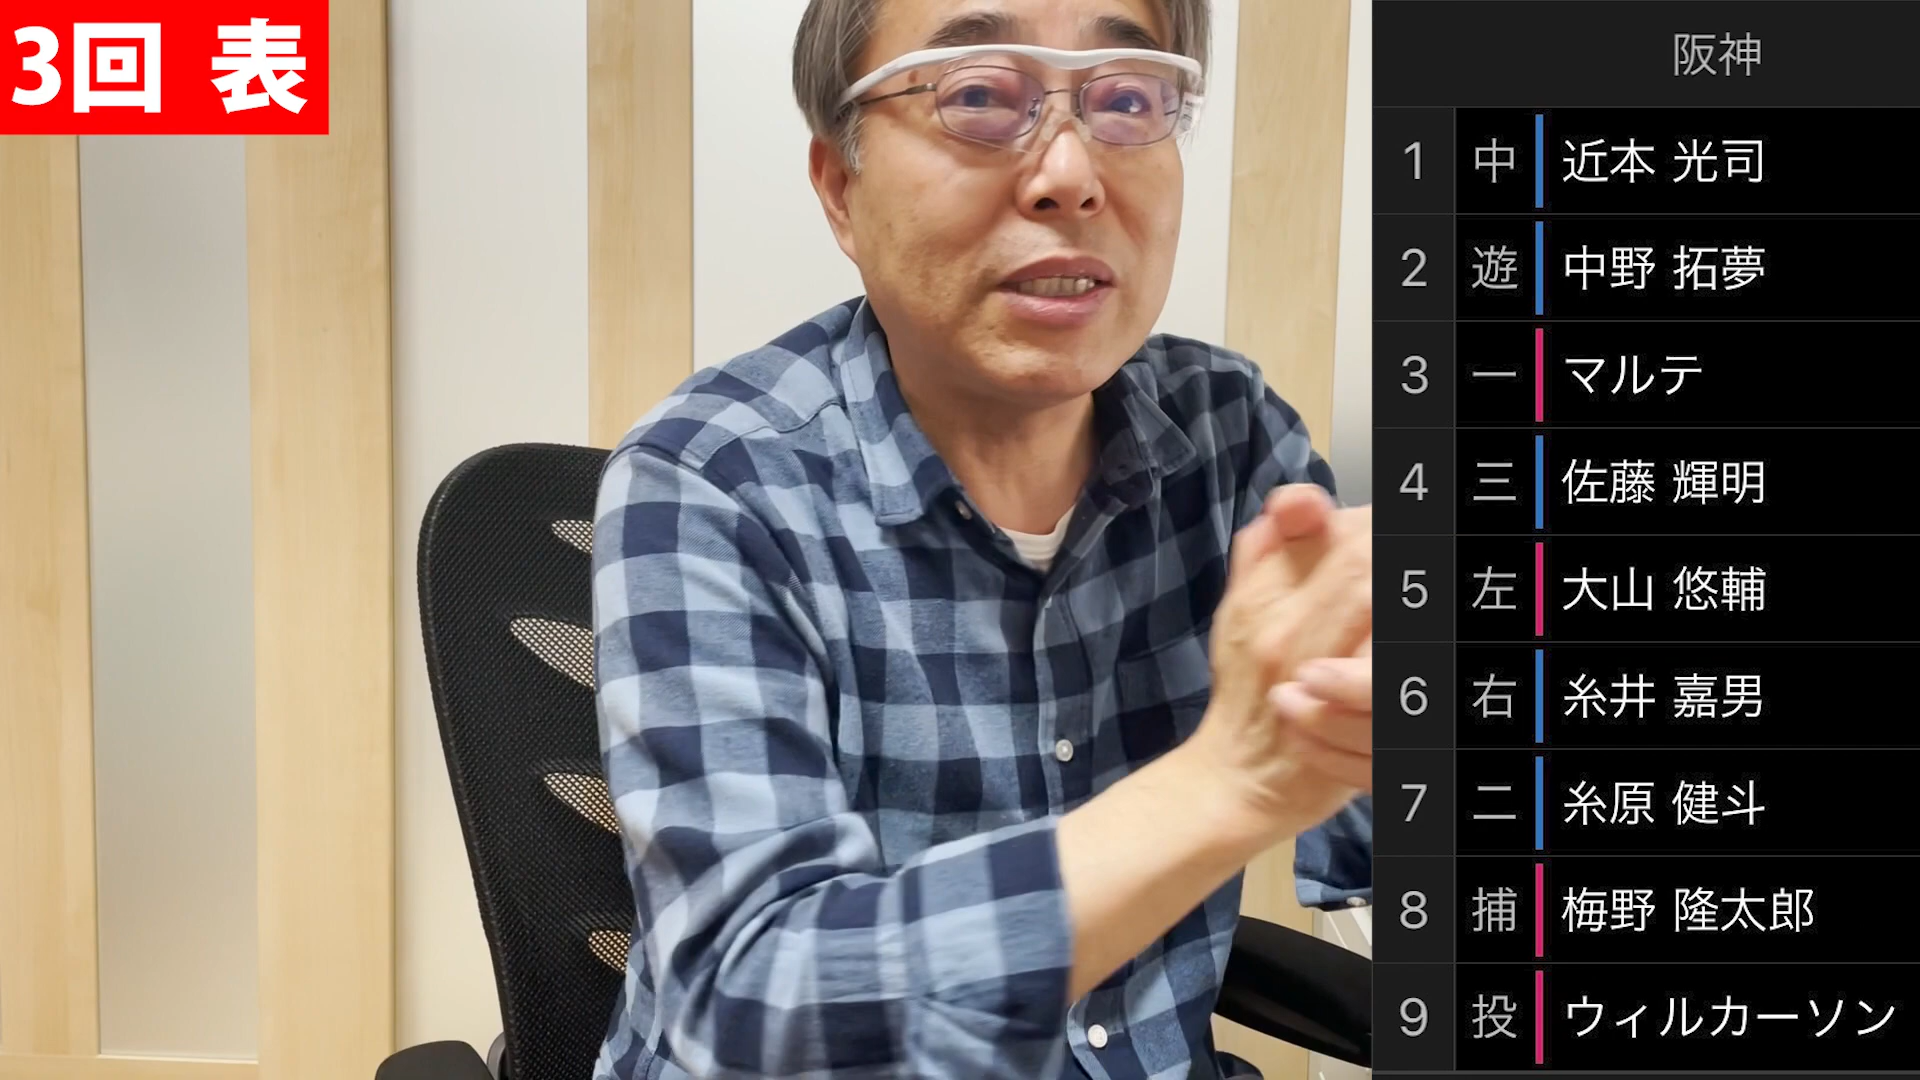 3回 表
阪神
1 中 近本 光司
2 遊 中野 拓夢
3 一 マルテ
4 三 佐藤 輝明
5 左 大山 悠輔
6 右 糸井 嘉男
7 二 糸原 健斗
8 捕 梅野 隆太郎
9 投 ウィルカーソン